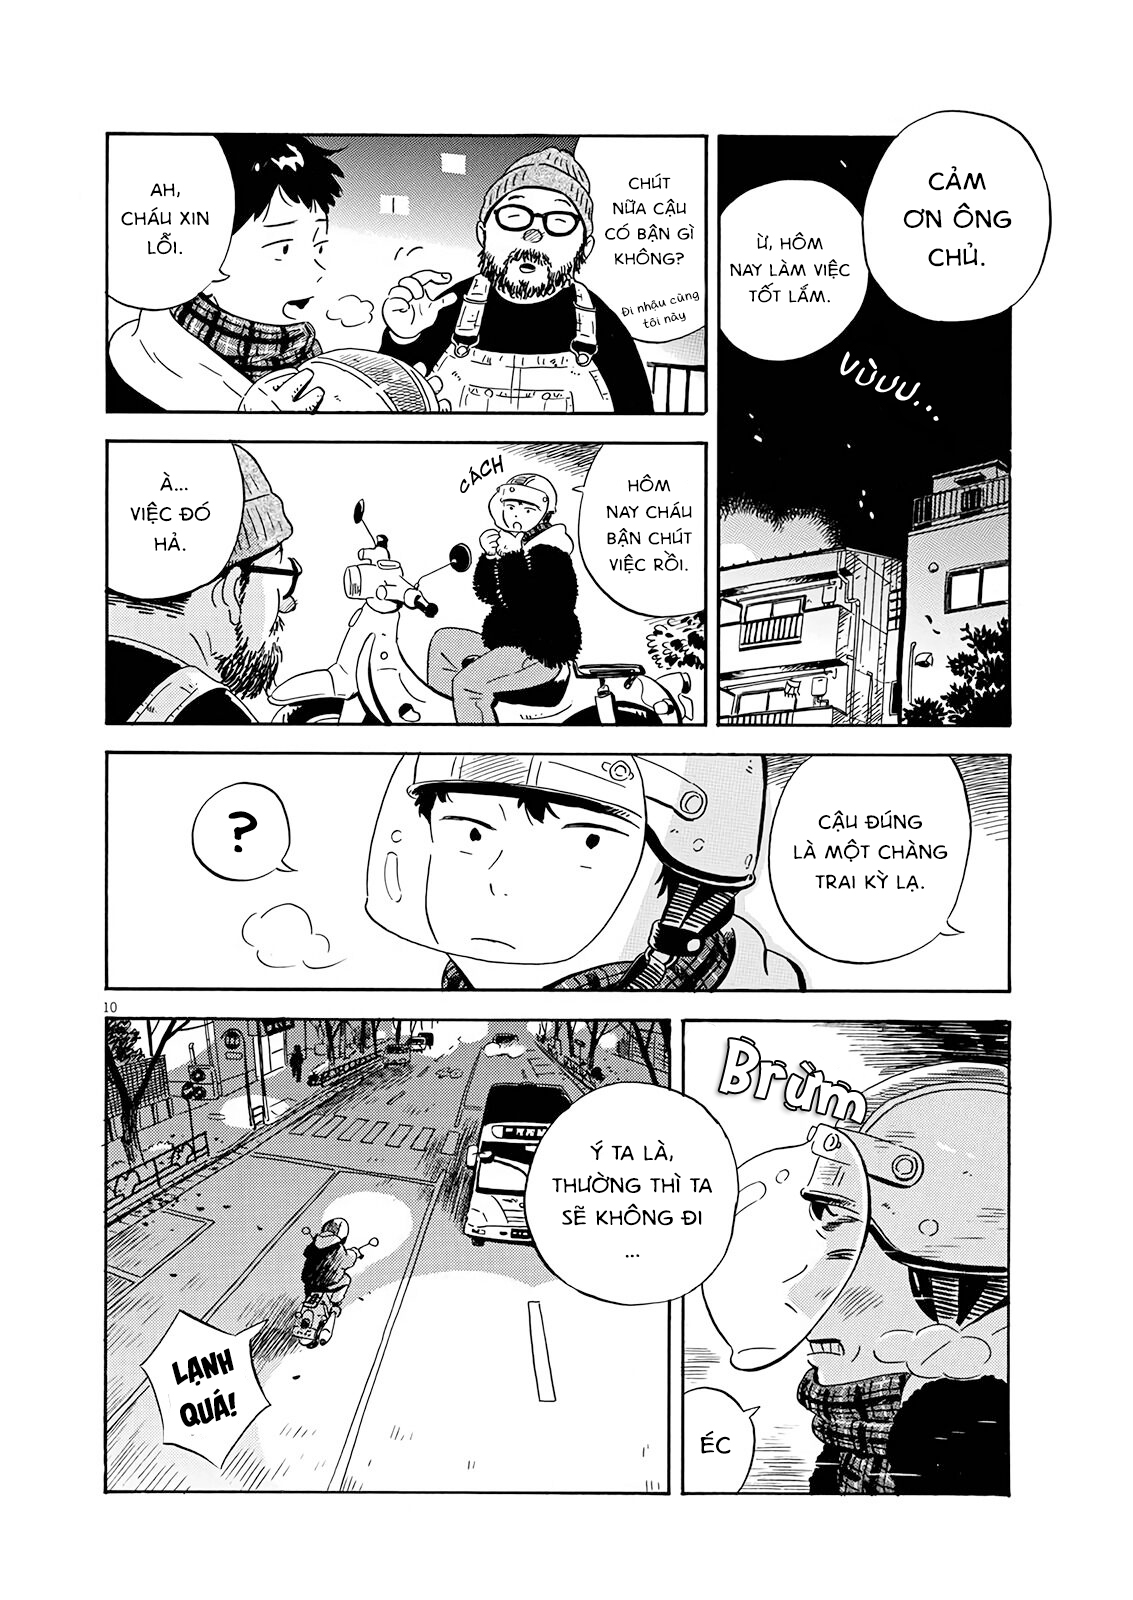 CẢM
ƠN ÔNG
CHỦ.
Ừ, HÔM
NAY LÀM VIỆC
TỐT LẮM.
VÙUU...
CHÚT
NỮA CẬU
CÓ BẬN GÌ
KHÔNG?
Đi nhậu cùng
tôi này
AH,
CHÁU XIN
LỖI.
HÔM
NAY CHÁU
BẬN CHÚT
VIỆC RỒI.
CÁCH
À...
VIỆC ĐÓ
HẢ.
CẬU ĐÚNG
LÀ MỘT CHÀNG
TRAI KỲ LẠ.
?
10
Brừm
ÉC
Ý TA LÀ,
THƯỜNG THÌ TA
SẼ KHÔNG ĐI
...
LẠNH
QUÁ!